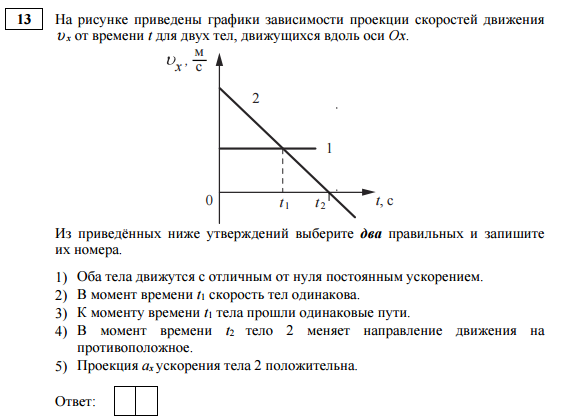 13 На рисунке приведены графики зависимости проекции скоростей движения
υx от времени t для двух тел, движущихся вдоль оси Ox.
υx, м/с
2
1
0 t1 t2 t, с
Из приведённых ниже утверждений выберите два правильных и запишите
их номера.
1) Оба тела движутся с отличным от нуля постоянным ускорением.
2) В момент времени t1 скорость тел одинакова.
3) К моменту времени t1 тела прошли одинаковые пути.
4) В момент времени t2 тело 2 меняет направление движения на
противоположное.
5) Проекция ax ускорения тела 2 положительна.
Ответ: